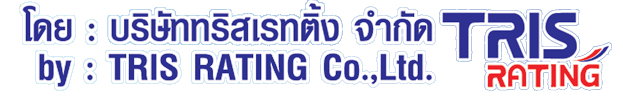 โดย : บริษัททริสเรทติ้ง จำกัด
by : TRIS RATING Co.,Ltd.
TRIS
RATING